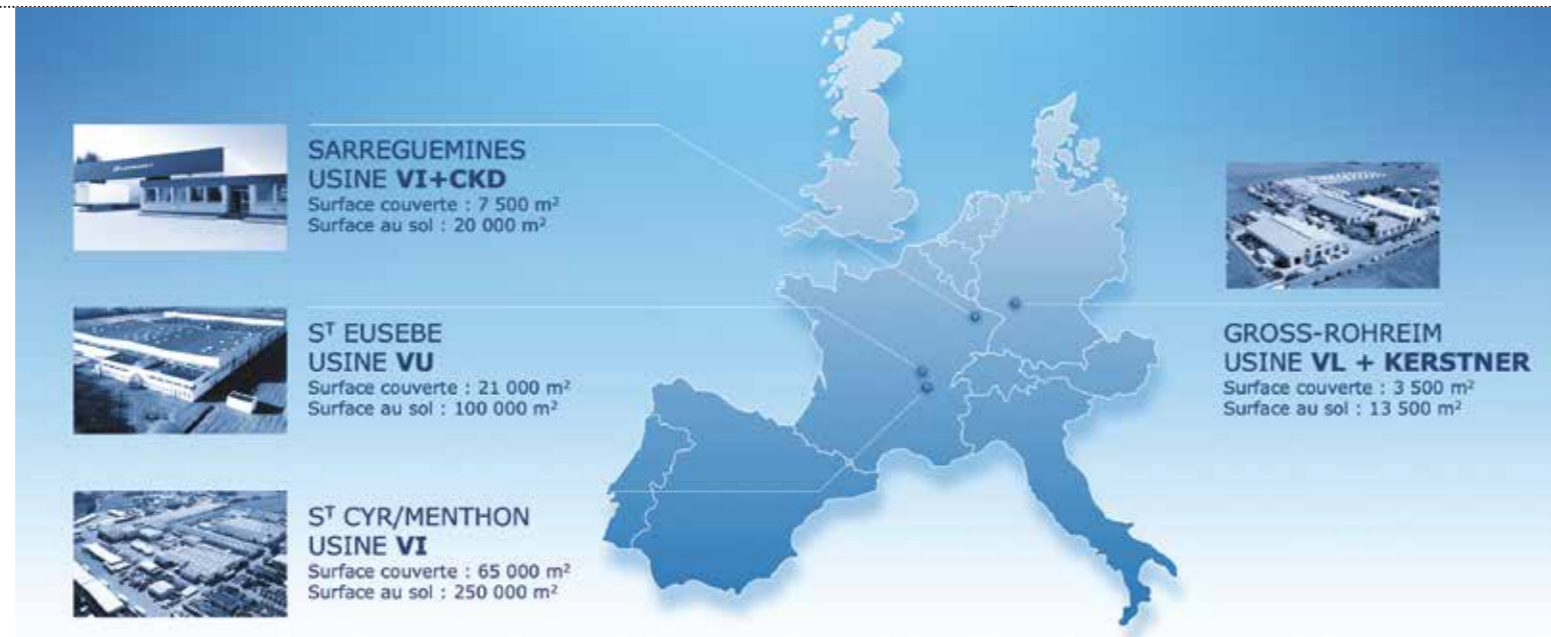 SARREGUEMINES
USINE VI+CKD
Surface couverte : 7 500 m²
Surface au sol : 20 000 m²
Sᵀ EUSEBE
USINE VU
Surface couverte : 21 000 m²
Surface au sol : 100 000 m²
Sᵀ CYR/MENTHON
USINE VI
Surface couverte : 65 000 m²
Surface au sol : 250 000 m²
GROSS-ROHREIM
USINE VL + KERSTNER
Surface couverte : 3 500 m²
Surface au sol : 13 500 m²